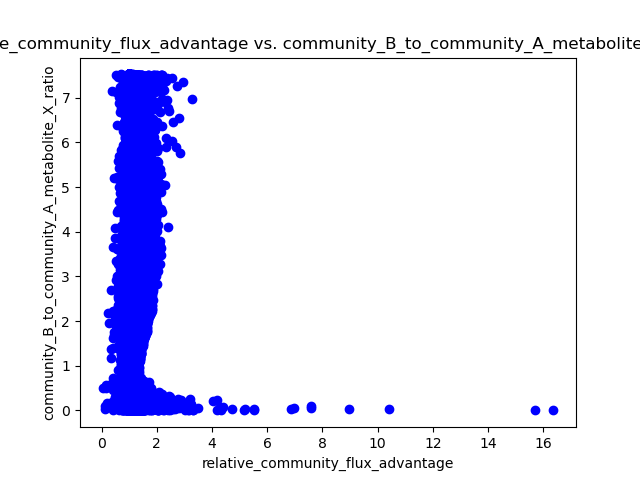 e_community_flux_advantage vs. community_B_to_community_A_metabolite
community_B_to_community_A_metabolite_X_ratio
7
6
5
4
3
2
1
0
0 2 4 6 8 10 12 14 16
relative_community_flux_advantage